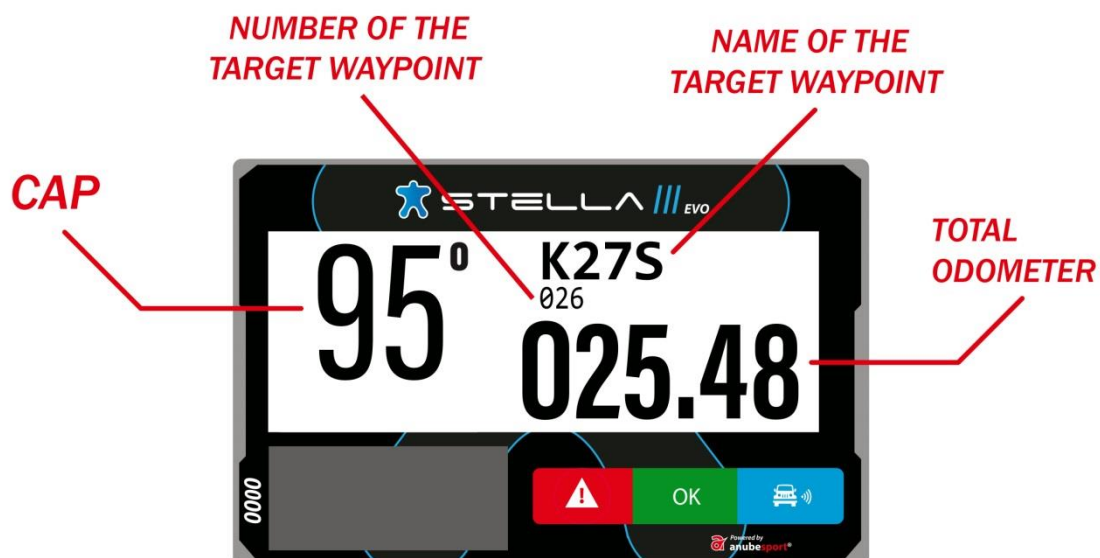 NUMBER OF THE
TARGET WAYPOINT
NAME OF THE
TARGET WAYPOINT
CAP
STELLA III EVO
TOTAL
ODOMETER
95°
K27S
026
025.48
0000
OK
Powered by
anubesport®